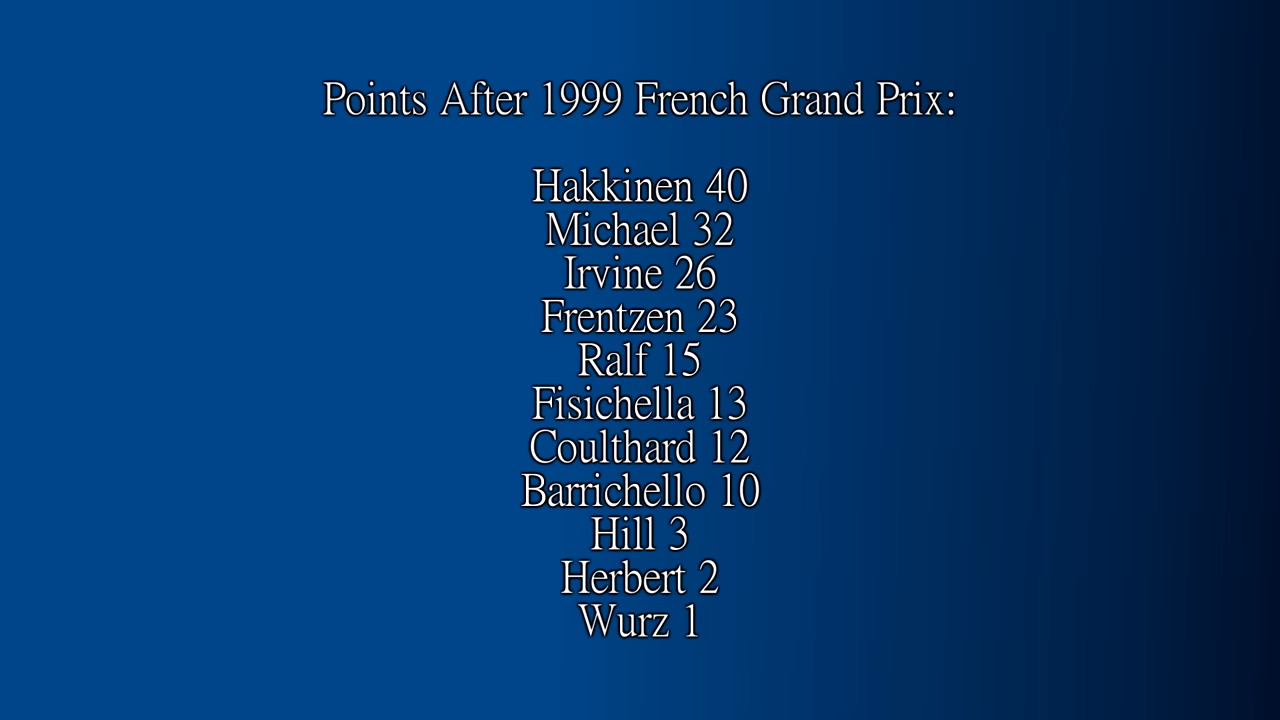 Points After 1999 French Grand Prix:
Hakkinen 40
Michael 32
Irvine 26
Frentzen 23
Ralf 15
Fisichella 13
Coulthard 12
Barrichello 10
Hill 3
Herbert 2
Wurz 1